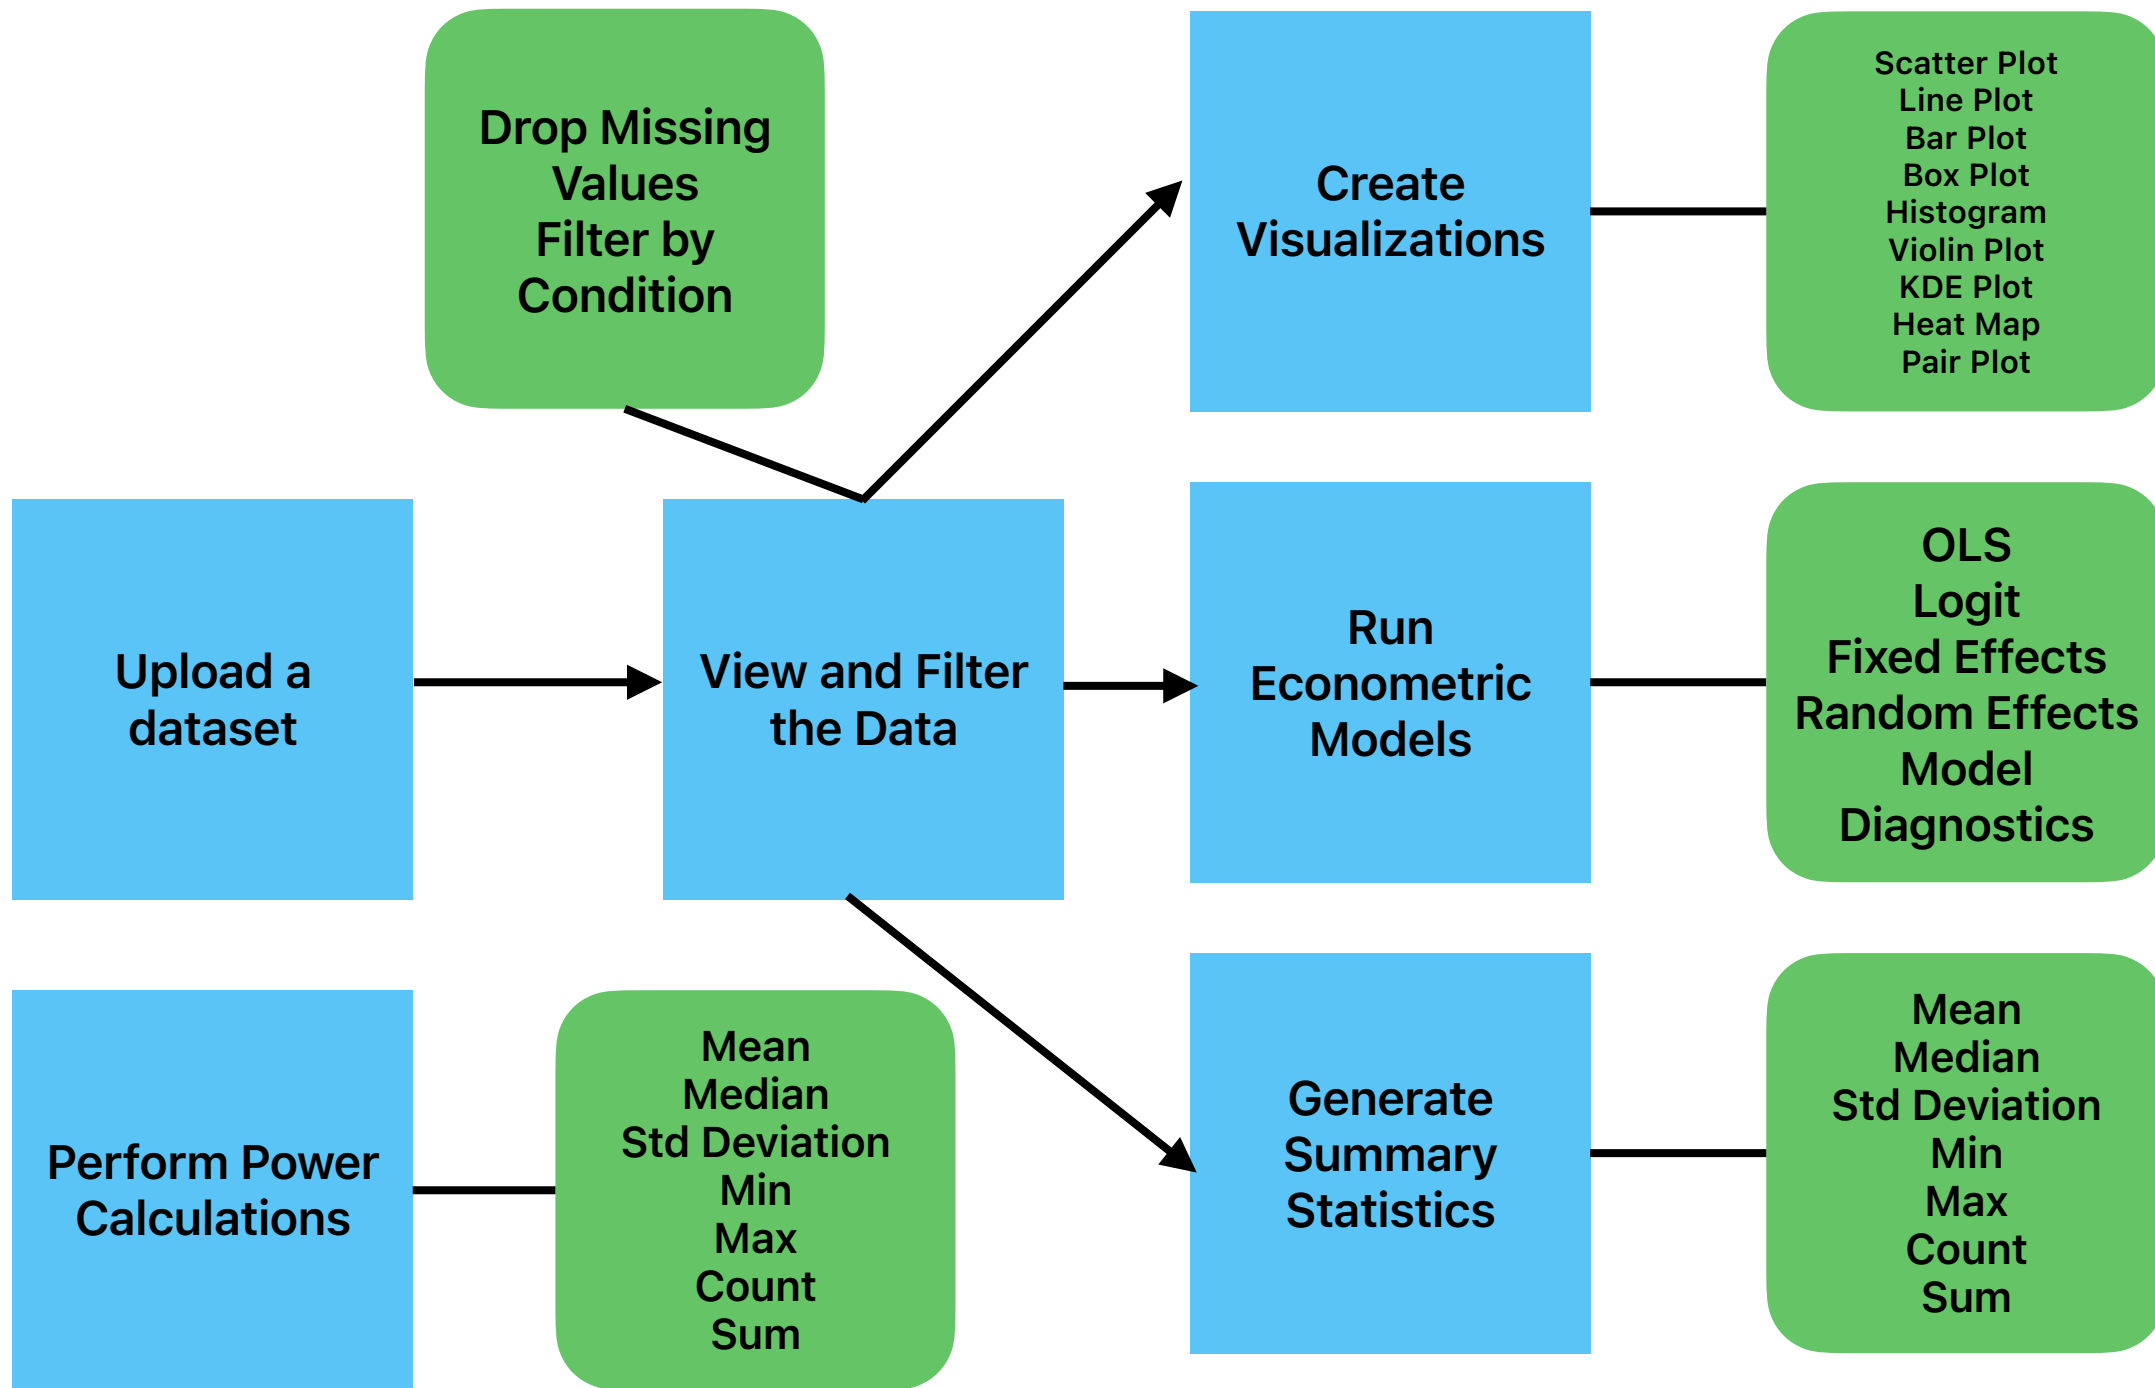 Drop Missing
Values
Filter by
Condition
Create
Visualizations
Scatter Plot
Line Plot
Bar Plot
Box Plot
Histogram
Violin Plot
KDE Plot
Heat Map
Pair Plot
Upload a
dataset
View and Filter
the Data
Run
Econometric
Models
OLS
Logit
Fixed Effects
Random Effects
Model
Diagnostics
Perform Power
Calculations
Mean
Median
Std Deviation
Min
Max
Count
Sum
Generate
Summary
Statistics
Mean
Median
Std Deviation
Min
Max
Count
Sum